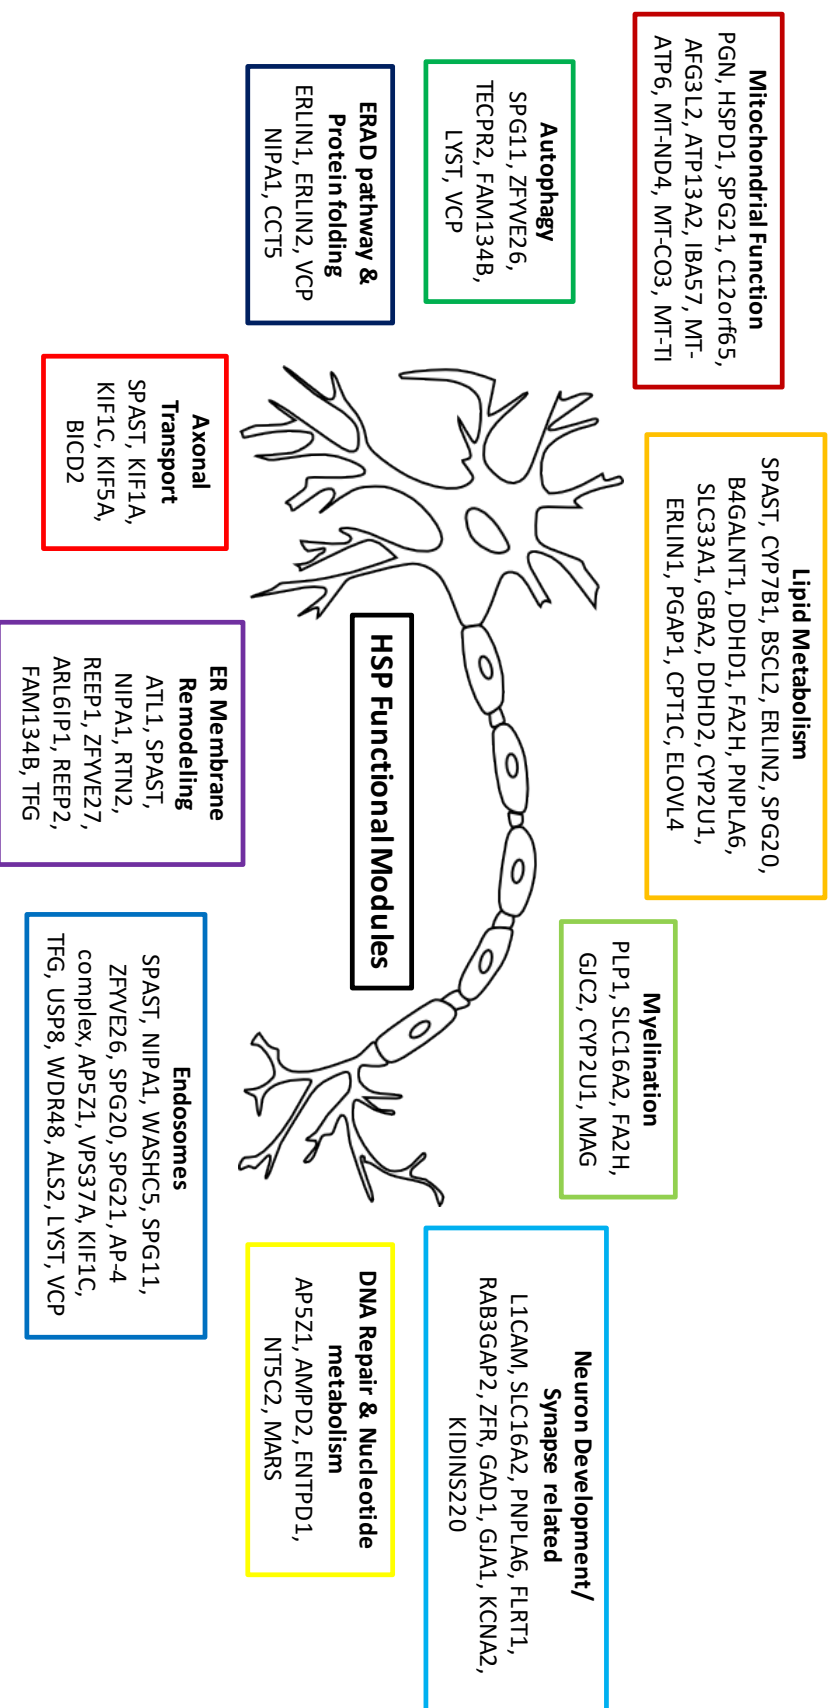 Mitochondrial Function
PGN, HSPD1, SPG21, C12orf65,
AFG3L2, ATP13A2, IBA57, MT-
ATP6, MT-ND4, MT-CO3, MT-TI
Lipid Metabolism
SPAST, CYP7B1, BSCL2, ERLIN2, SPG20,
B4GALNT1, DDHD1, FA2H, PNPLA6,
SLC33A1, GBA2, DDHD2, CYP2U1,
ERLIN1, PGAP1, CPT1C, ELOVL4
Myelination
PLP1, SLC16A2, FA2H,
GJC2, CYP2U1, MAG
Neuron Development/
Synapse related
L1CAM, SLC16A2, PNPLA6, FLRT1,
RAB3GAP2, ZFR, GAD1, GJA1, KCNA2,
KIDINS220
Autophagy
SPG11, ZFYVE26,
TECPR2, FAM134B,
LYST, VCP
ERAD pathway &
Protein folding
ERLIN1, ERLIN2, VCP
NIPA1, CCT5
HSP Functional Modules
DNA Repair & Nucleotide
metabolism
AP5Z1, AMPD2, ENTPD1,
NT5C2, MARS
Axonal
Transport
SPAST, KIF1A,
KIF1C, KIF5A,
BICD2
ER Membrane
Remodeling
ATL1, SPAST,
NIPA1, RTN2,
REEP1, ZFYVE27,
ARL6IP1, REEP2,
FAM134B, TFG
Endosomes
SPAST, NIPA1, WASHC5, SPG11,
ZFYVE26, SPG20, SPG21, AP-4
complex, AP5Z1, VPS37A, KIF1C,
TFG, USP8, WDR48, ALS2, LYST, VCP